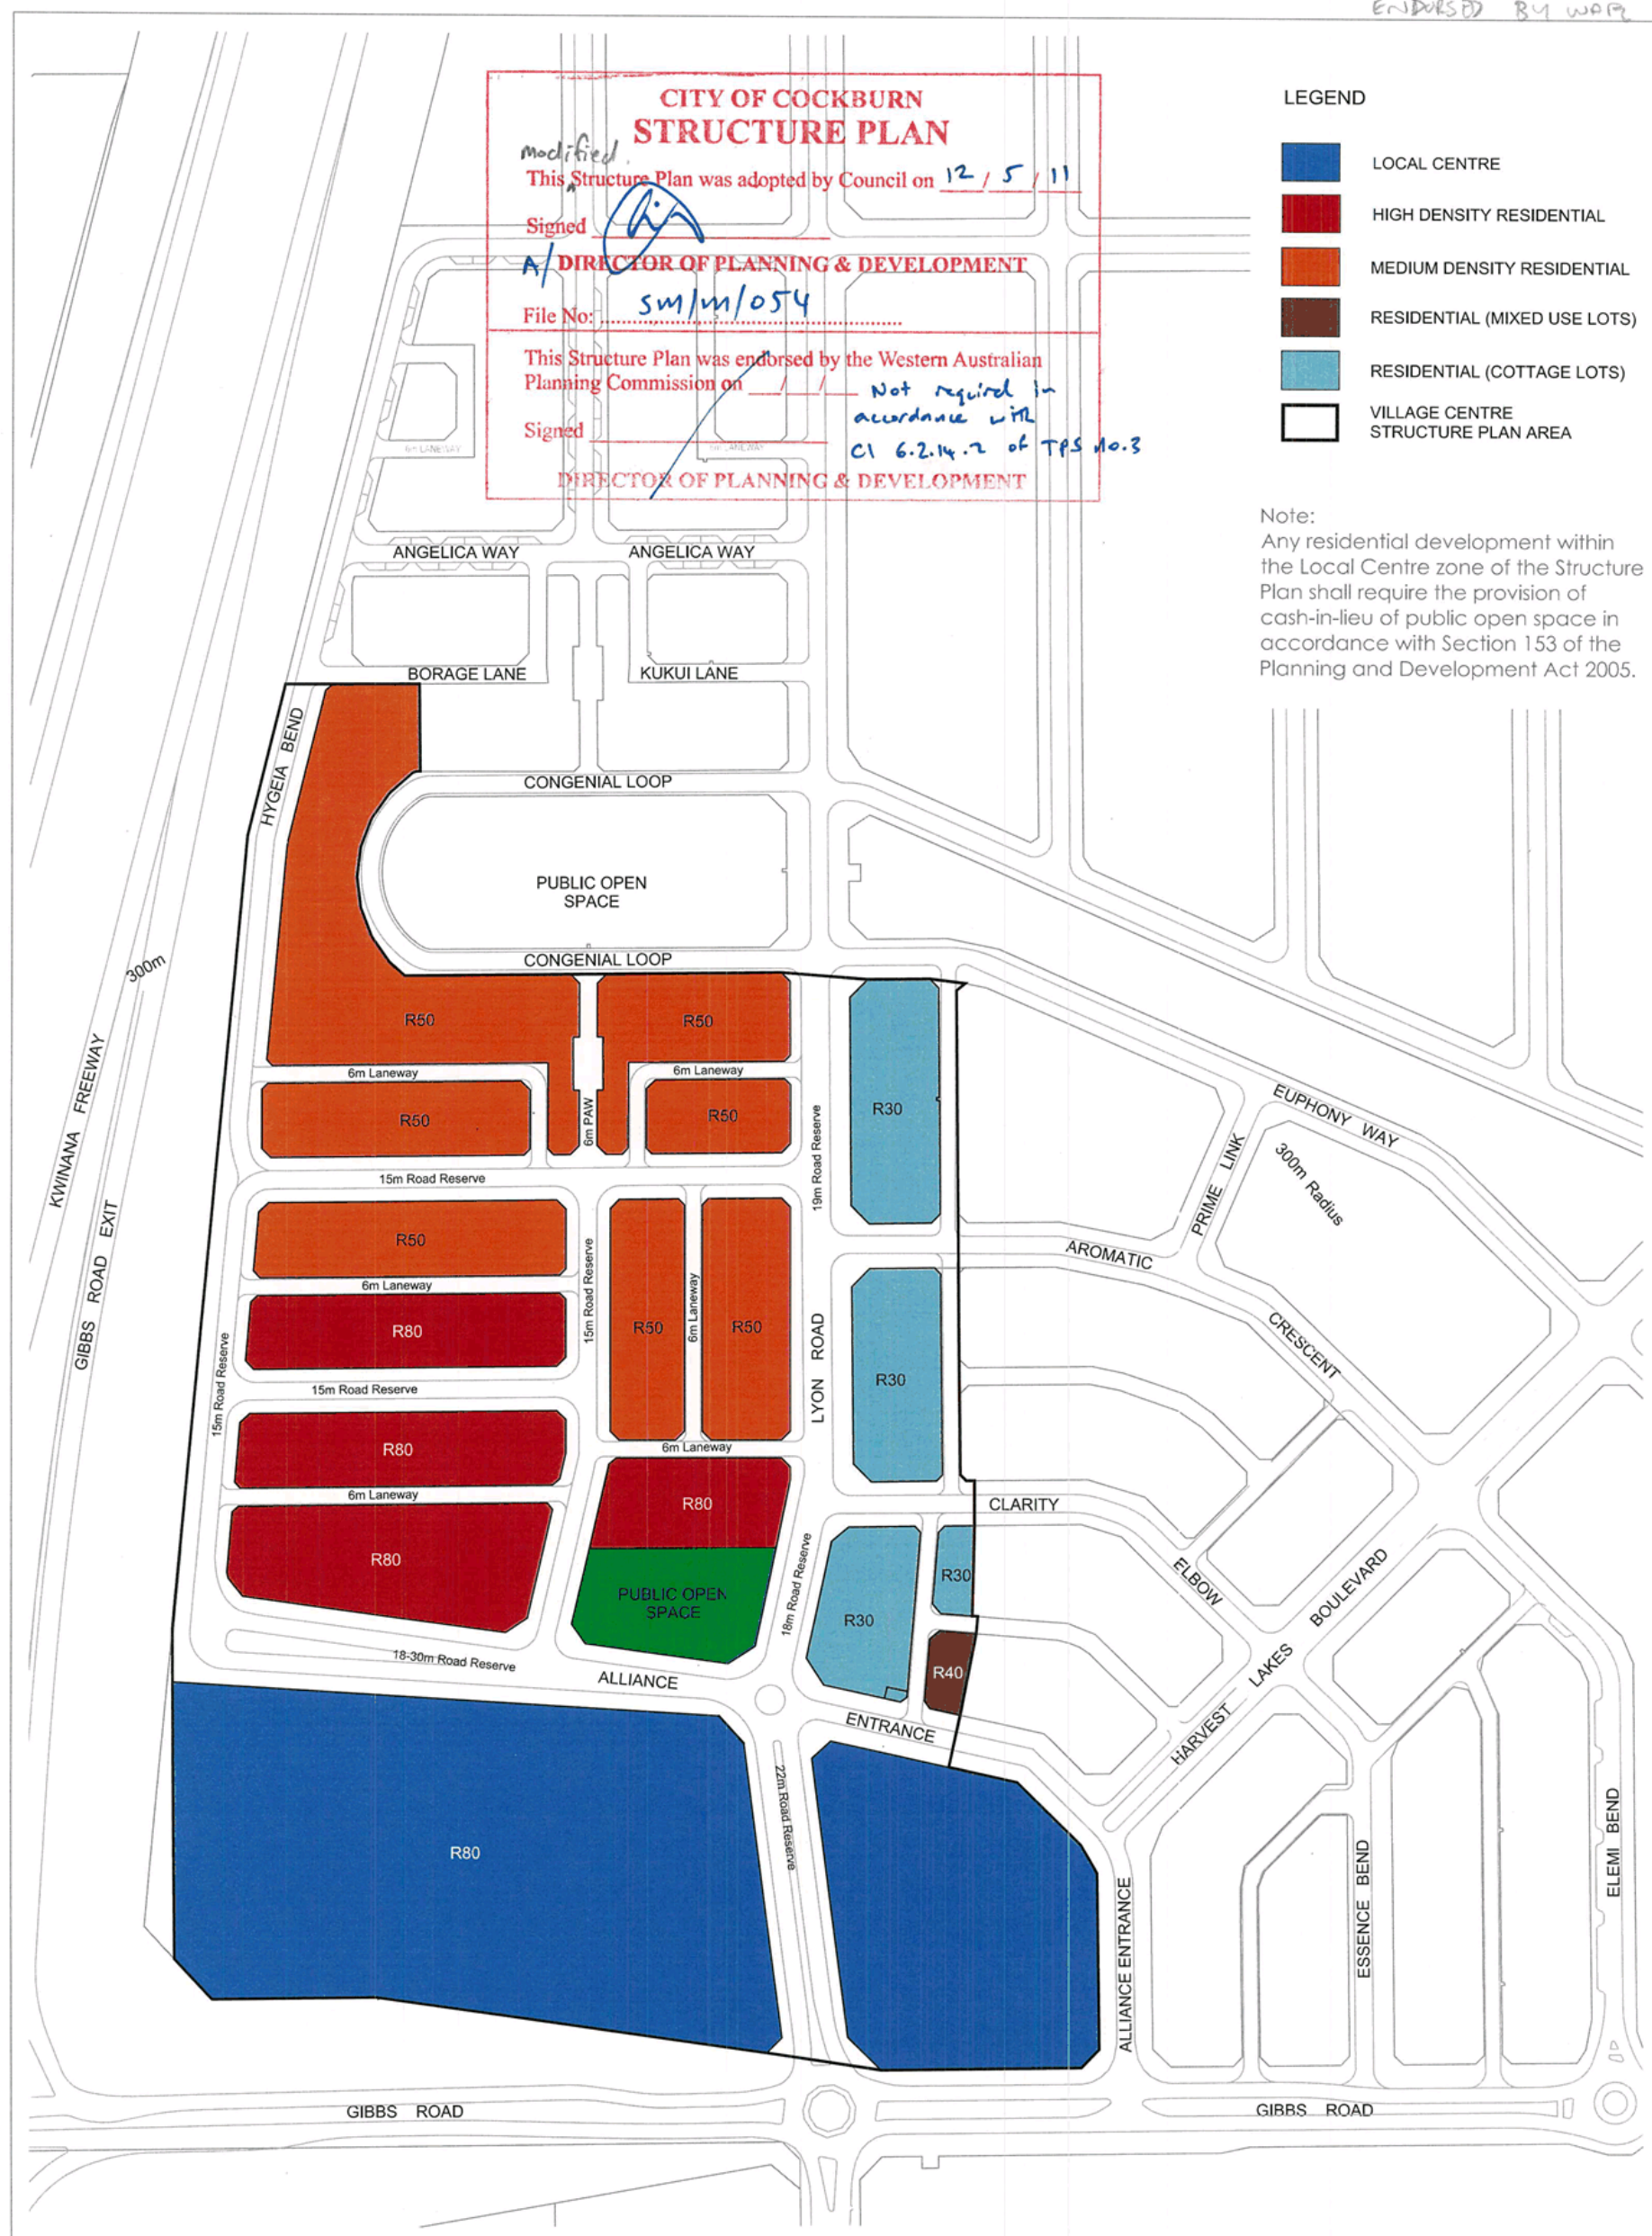 ENDORSED BY WAPC
CITY OF COCKBURN
STRUCTURE PLAN
modified
This Structure Plan was adopted by Council on 12 / 5 / 11
Signed
A/ DIRECTOR OF PLANNING & DEVELOPMENT
File No: SM/M/054
This Structure Plan was endorsed by the Western Australian
Planning Commission on / /
Not required in
accordance with
Cl 6.2.14.2 of TPS No.3
Signed
DIRECTOR OF PLANNING & DEVELOPMENT
LEGEND
LOCAL CENTRE
HIGH DENSITY RESIDENTIAL
MEDIUM DENSITY RESIDENTIAL
RESIDENTIAL (MIXED USE LOTS)
RESIDENTIAL (COTTAGE LOTS)
VILLAGE CENTRE
STRUCTURE PLAN AREA
Note:
Any residential development within
the Local Centre zone of the Structure
Plan shall require the provision of
cash-in-lieu of public open space in
accordance with Section 153 of the
Planning and Development Act 2005.
6m LANEWAY
6m LANEWAY
ANGELICA WAY
ANGELICA WAY
BORAGE LANE
KUKUI LANE
HYGEIA BEND
CONGENIAL LOOP
PUBLIC OPEN
SPACE
CONGENIAL LOOP
300m
KWINANA FREEWAY
GIBBS ROAD EXIT
R50
R50
6m Laneway
6m Laneway
R50
6m PAW
R50
19m Road Reserve
R30
15m Road Reserve
EUPHONY WAY
PRIME LINK
300m Radius
AROMATIC
CRESCENT
R50
6m Laneway
15m Road Reserve
R80
R50
6m Laneway
R50
LYON ROAD
R30
15m Road Reserve
15m Road Reserve
R80
6m Laneway
6m Laneway
R80
R80
PUBLIC OPEN
SPACE
18m Road Reserve
CLARITY
ELBOW
R30
R30
R40
HARVEST LAKES BOULEVARD
18-30m Road Reserve
ALLIANCE
ENTRANCE
22m Road Reserve
R80
ALLIANCE ENTRANCE
ESSENCE BEND
ELEMI BEND
GIBBS ROAD
GIBBS ROAD